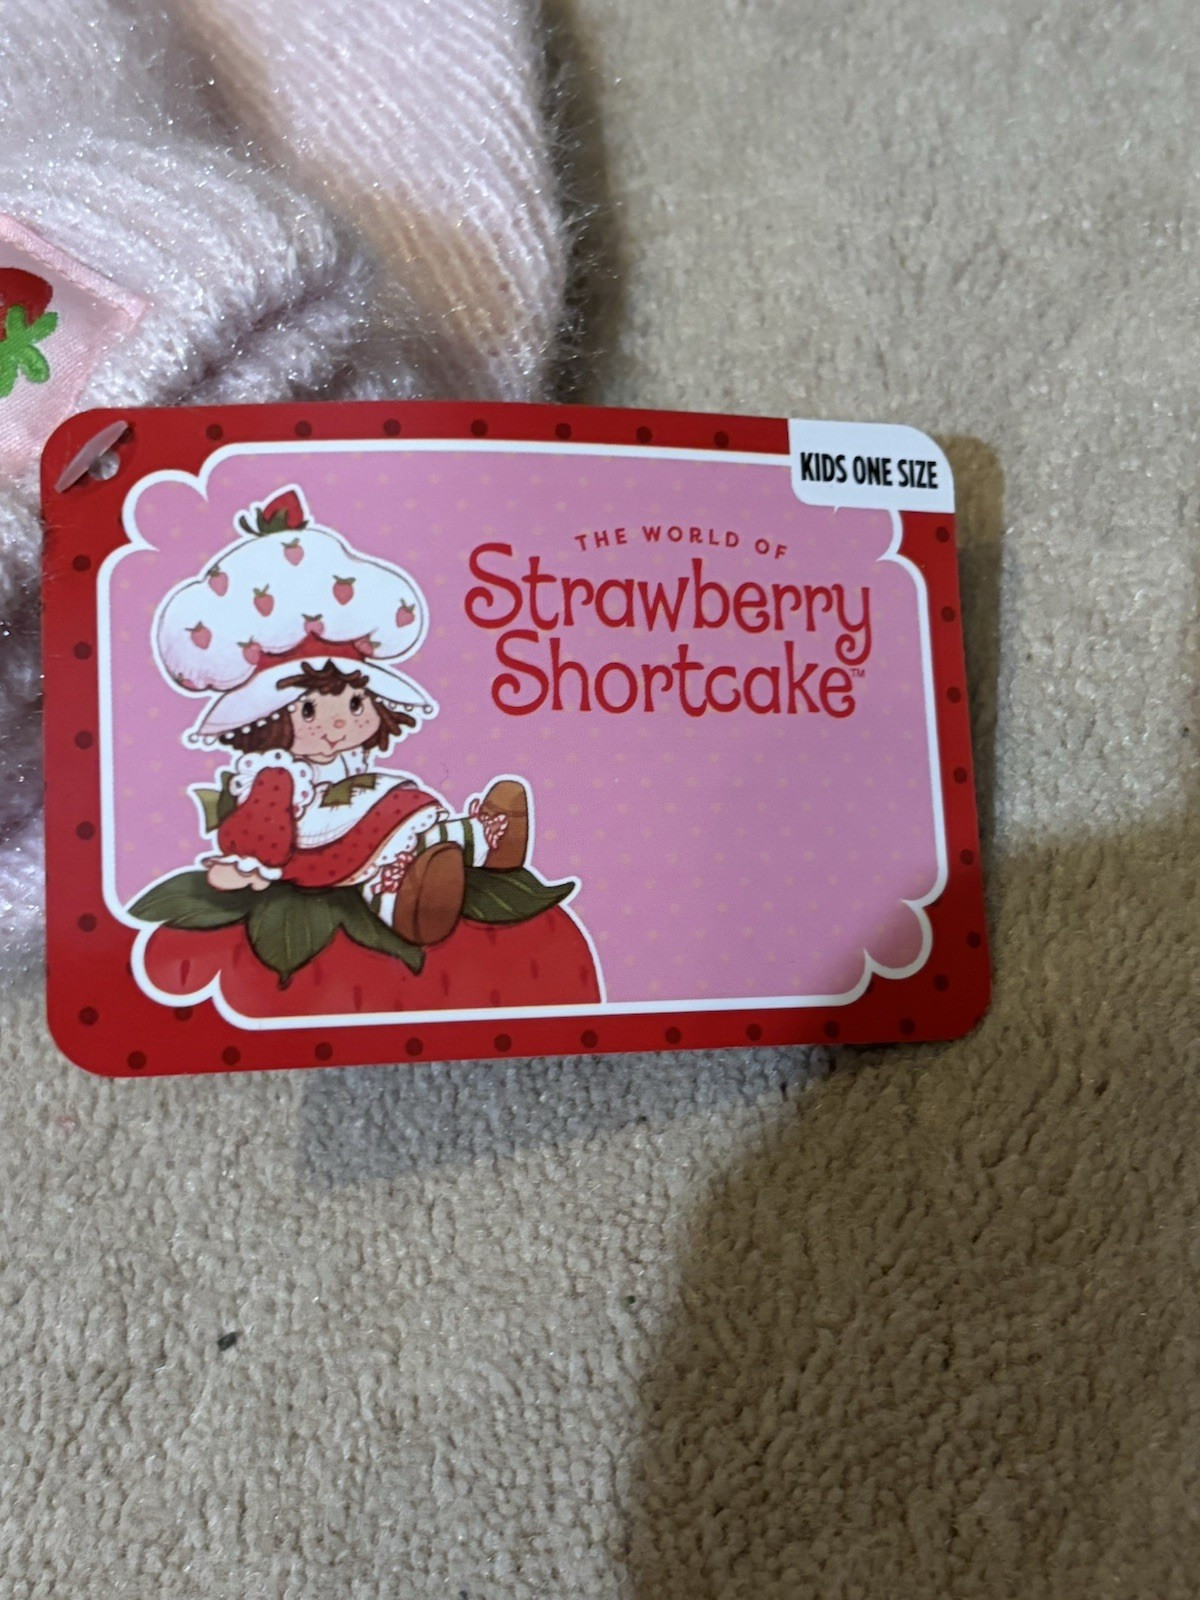 KIDS ONE SIZE
THE WORLD OF
Strawberry
Shortcake™